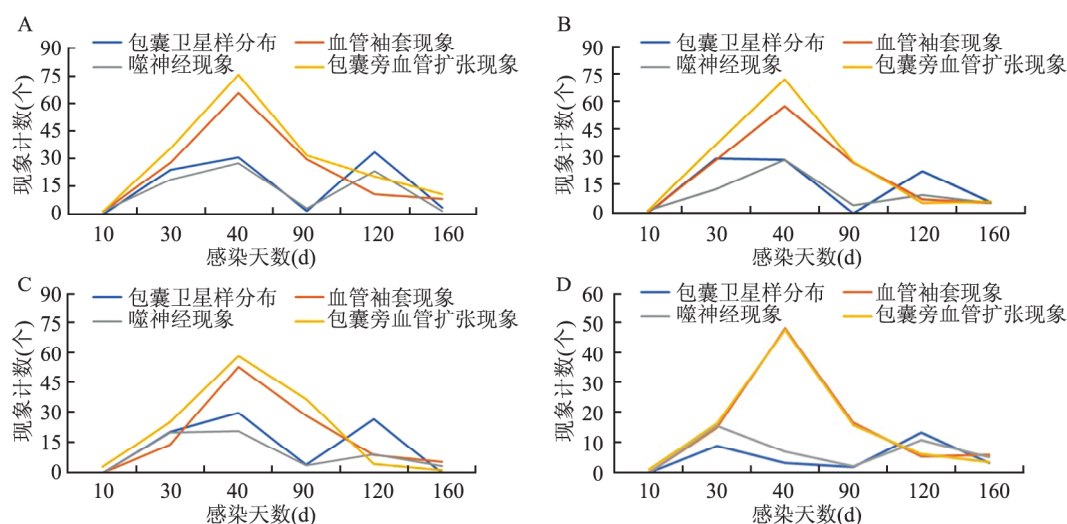 A
包囊卫星样分布
血管袖套现象
噬神经现象
包囊旁血管扩张现象
现象计数(个)
90
75
60
45
30
15
0
10 30 40 90 120 160
感染天数(d)
B
包囊卫星样分布
血管袖套现象
噬神经现象
包囊旁血管扩张现象
现象计数(个)
90
75
60
45
30
15
0
10 30 40 90 120 160
感染天数(d)
C
包囊卫星样分布
血管袖套现象
噬神经现象
包囊旁血管扩张现象
现象计数(个)
90
75
60
45
30
15
0
10 30 40 90 120 160
感染天数(d)
D
包囊卫星样分布
血管袖套现象
噬神经现象
包囊旁血管扩张现象
现象计数(个)
60
50
40
30
20
10
0
10 30 40 90 120 160
感染天数(d)